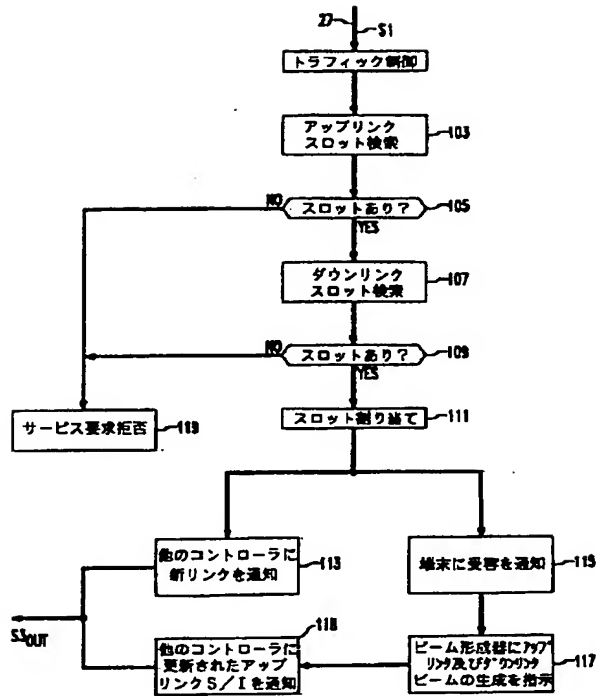 27
S1
トラフィック制御
アップリンク
スロット検索
103
スロットあり?
105
NO
YES
ダウンリンク
スロット検索
107
スロットあり?
109
NO
YES
サービス要求拒否
119
スロット割り当て
111
他のコントローラに
新リンクを通知
113
端末に受容を通知
115
S3OUT
118
他のコントローラに
更新されたアップ
リンクS/Iを通知
ビーム形成器にアップ
リンク及びダウンリンク
ビームの生成を指示
117